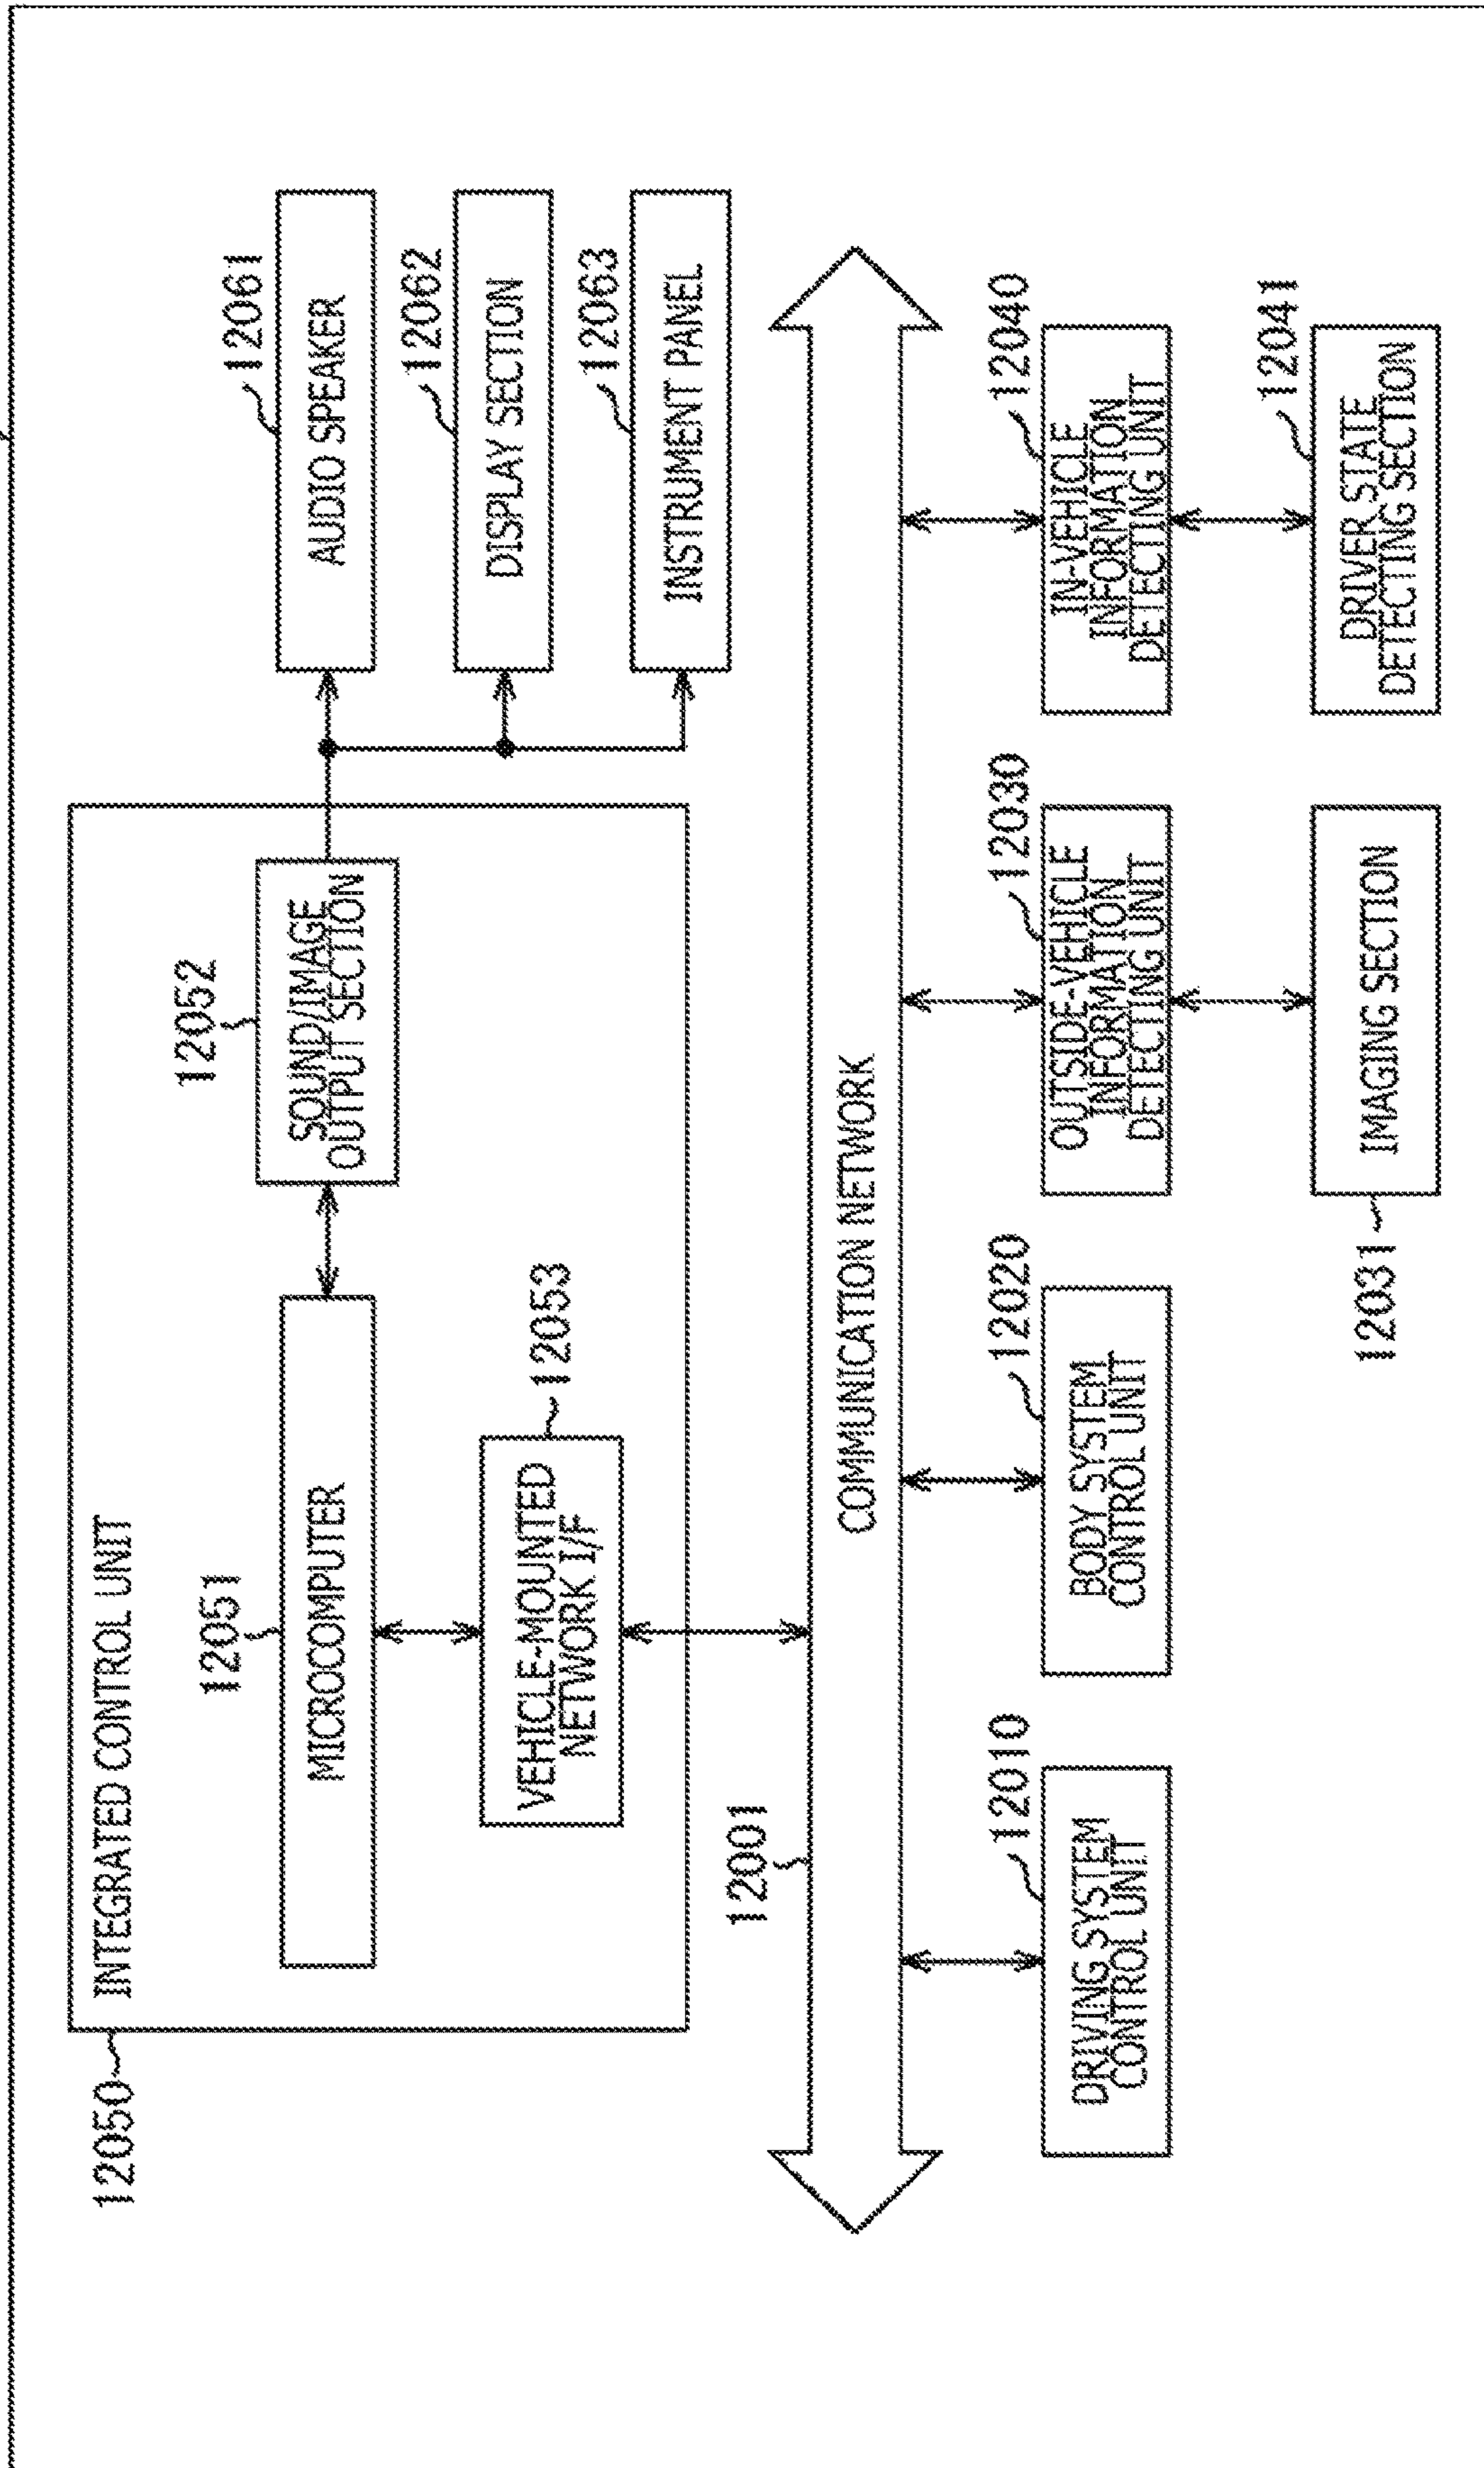 12050
INTEGRATED CONTROL UNIT
12051
MICROCOMPUTER
12052
SOUND/IMAGE
OUTPUT SECTION
12053
VEHICLE-MOUNTED
NETWORK I/F
12061
AUDIO SPEAKER
12062
DISPLAY SECTION
12063
INSTRUMENT PANEL
12001
COMMUNICATION NETWORK
12010
DRIVING SYSTEM
CONTROL UNIT
12020
BODY SYSTEM
CONTROL UNIT
12030
OUTSIDE-VEHICLE
INFORMATION
DETECTING UNIT
12040
IN-VEHICLE
INFORMATION
DETECTING UNIT
12031
IMAGING SECTION
12041
DRIVER STATE
DETECTING SECTION